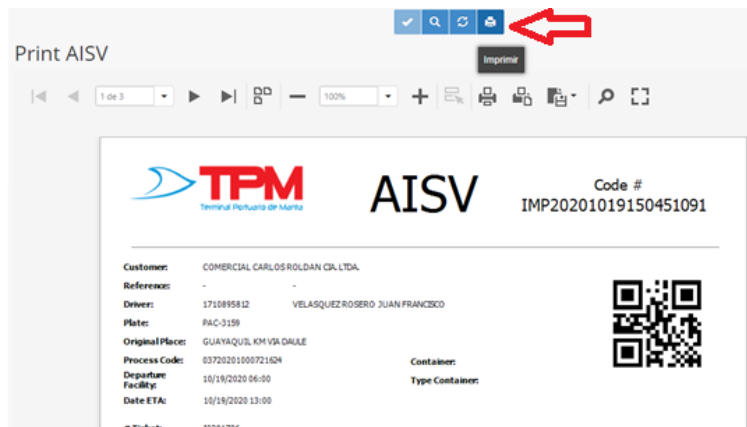 Imprimir
Print AISV
1 de 3
100%
TPM
Terminal Portuario de Manta
AISV
Code #
IMP20201019150451091
Customer: COMERCIAL CARLOS ROLDAN CIA. LTDA.
Reference: - -
Driver: 1710895812 VELASQUEZ ROSERO JUAN FRANCISCO
Plate: PAC-3159
Original Place: GUAYAQUIL KM VIA DAULE
Process Code: 03720201000721624 Container:
Departure Facility: 10/19/2020 06:00 Type Container:
Date ETA: 10/19/2020 13:00